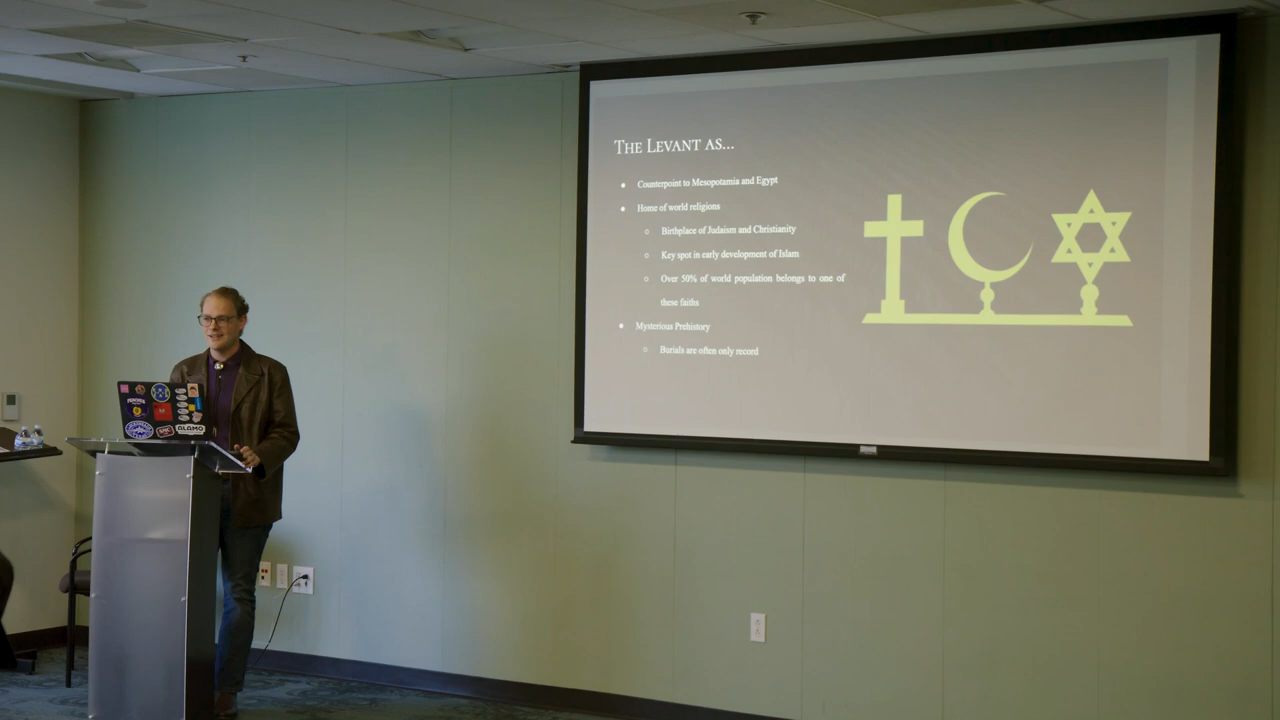 THE LEVANT AS...
● Counterpoint to Mesopotamia and Egypt
● Home of world religions
○ Birthplace of Judaism and Christianity
○ Key spot in early development of Islam
○ Over 50% of world population belongs to one of
these faiths
● Mysterious Prehistory
○ Burials are often only record
ALAMO